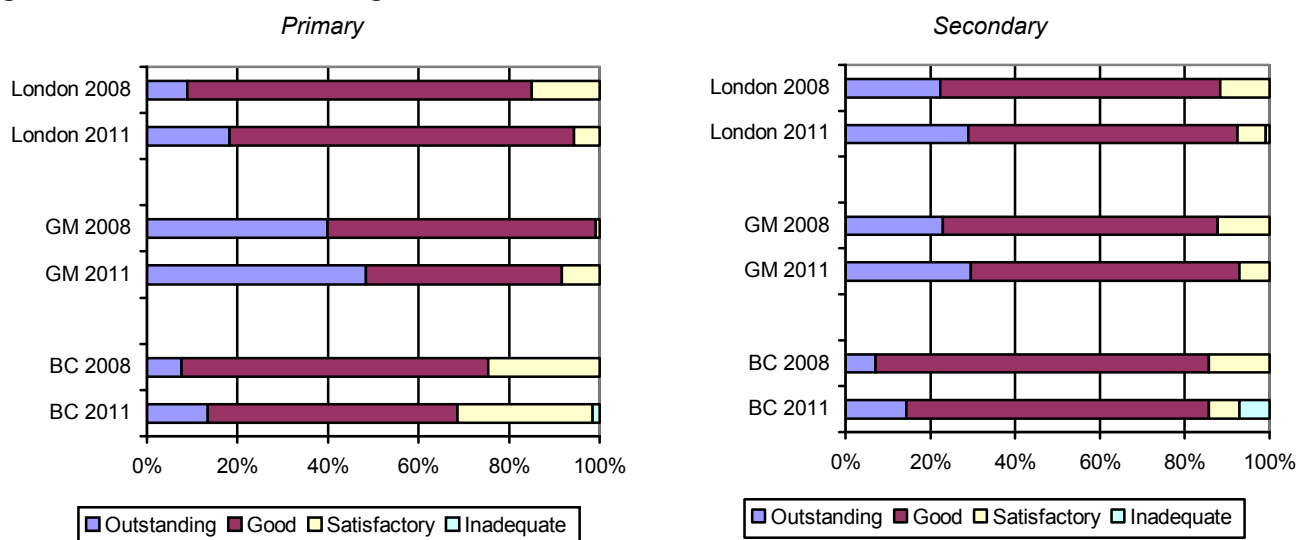 Primary
London 2008
London 2011
GM 2008
GM 2011
BC 2008
BC 2011
0% 20% 40% 60% 80% 100%
Outstanding Good Satisfactory Inadequate
Secondary
London 2008
London 2011
GM 2008
GM 2011
BC 2008
BC 2011
0% 20% 40% 60% 80% 100%
Outstanding Good Satisfactory Inadequate